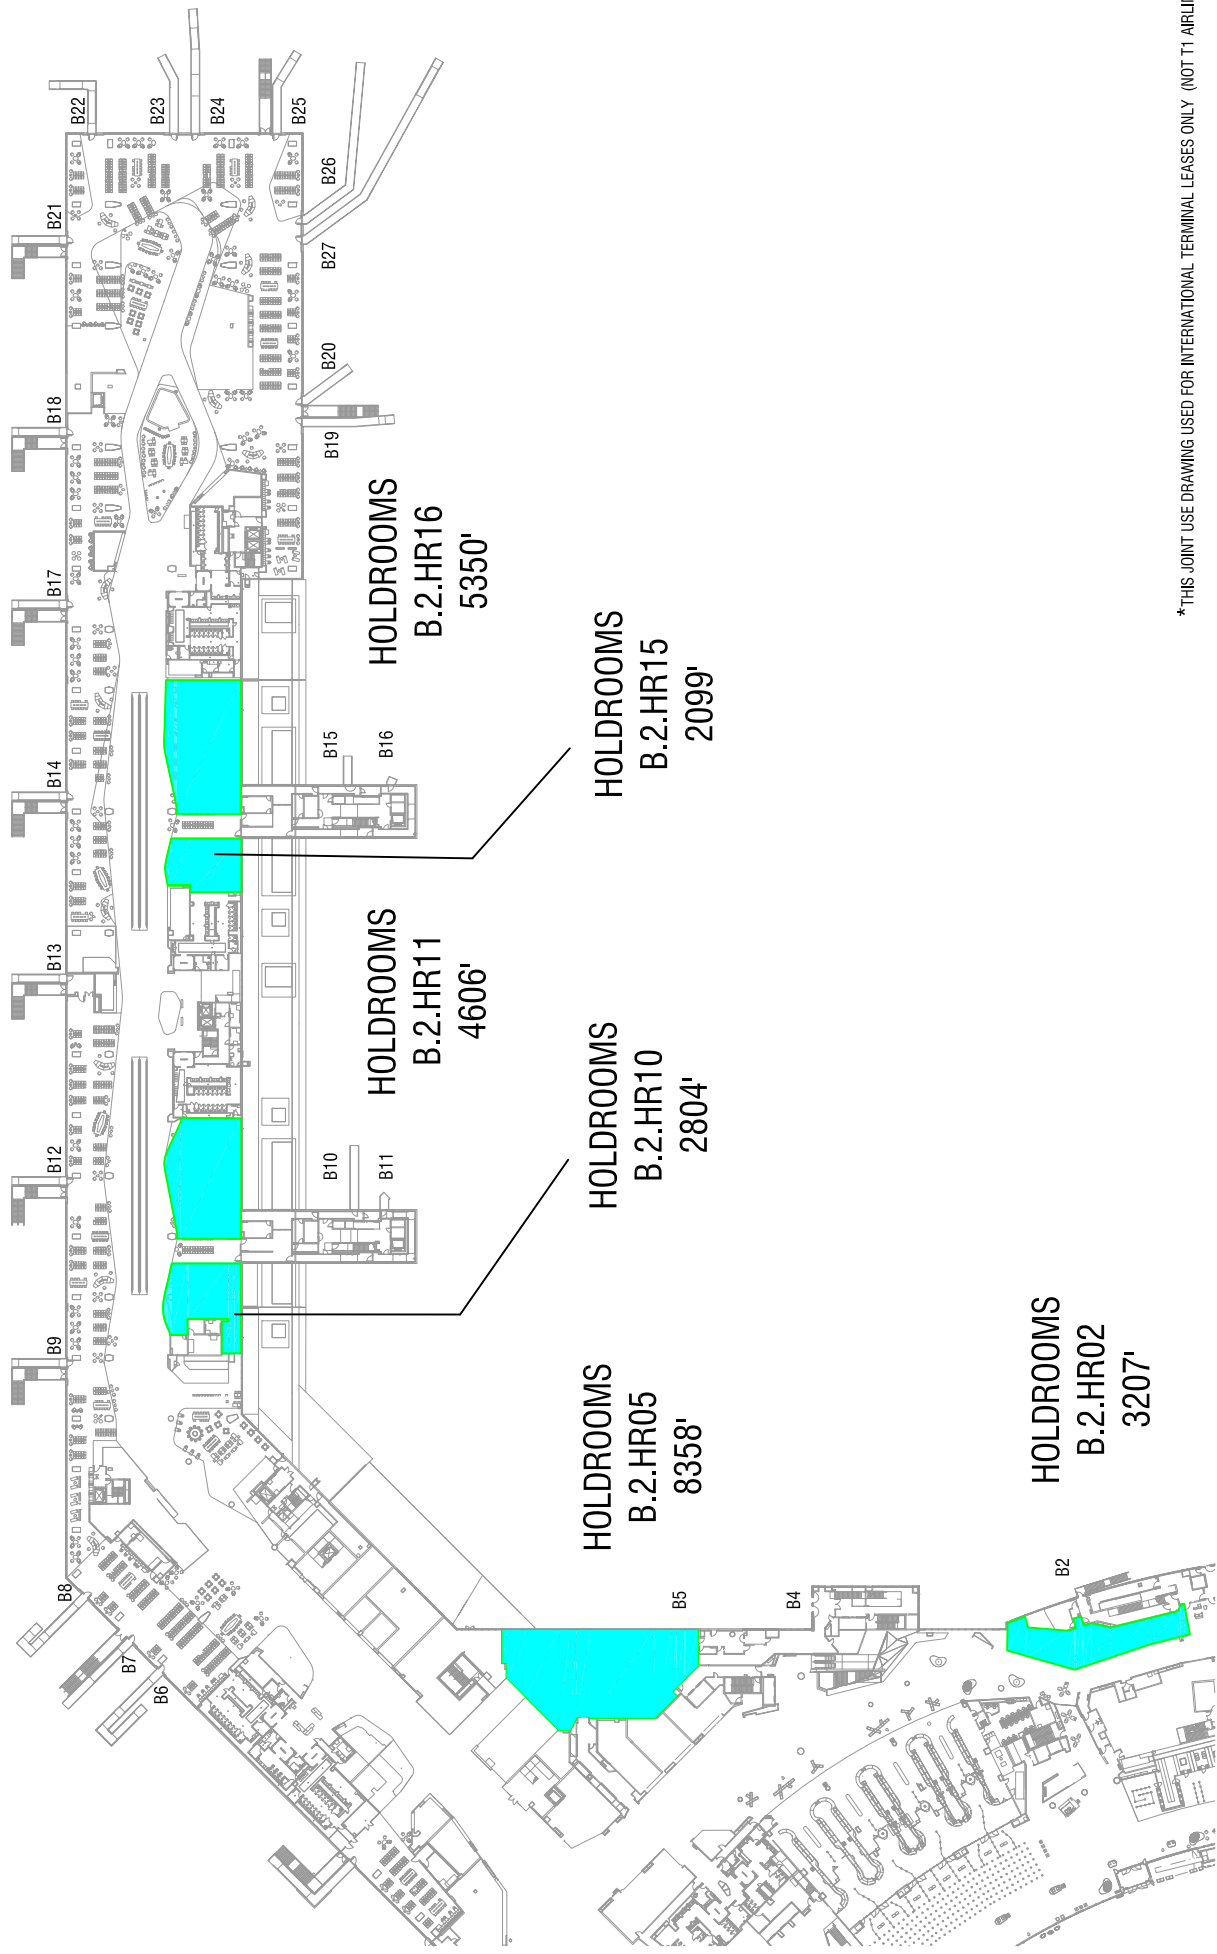 B22
B23
B24
B25
B21
B26
B27
B20
B18
B19
HOLDROOMS
B.2.HR16
5350'
B17
HOLDROOMS
B.2.HR15
2099'
B14
B15
B16
HOLDROOMS
B.2.HR11
4606'
B13
HOLDROOMS
B.2.HR10
2804'
B12
B10
B11
B9
HOLDROOMS
B.2.HR05
8358'
HOLDROOMS
B.2.HR02
3207'
B8
B7
B6
B5
B4
B2
*THIS JOINT USE DRAWING USED FOR INTERNATIONAL TERMINAL LEASES ONLY (NOT T1